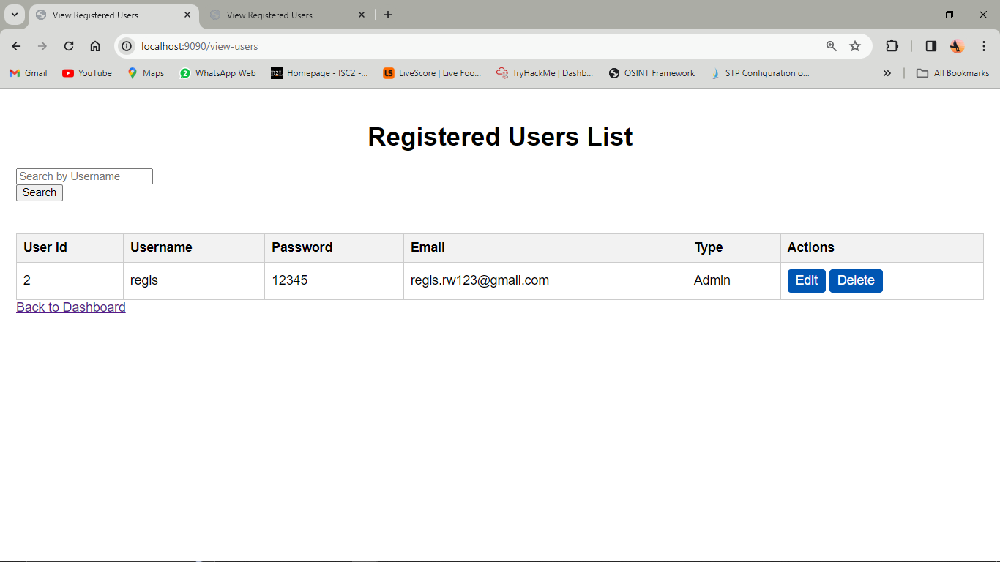 View Registered Users
View Registered Users
localhost:9090/view-users
Gmail YouTube Maps WhatsApp Web D2L Homepage - ISC2 -... LS LiveScore | Live Foo... TryHackMe | Dashb... OSINT Framework STP Configuration o... All Bookmarks
Registered Users List
Search by Username
Search
User Id Username Password Email Type Actions
2 regis 12345 regis.rw123@gmail.com Admin Edit Delete
Back to Dashboard